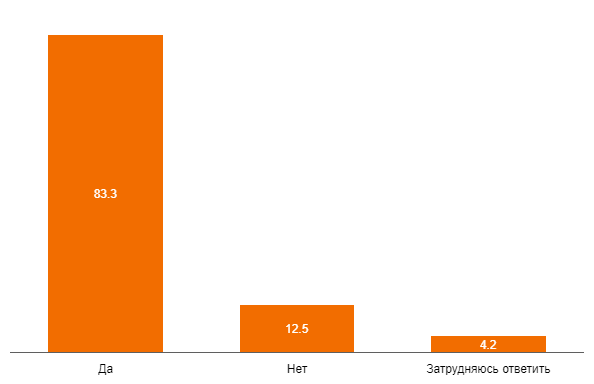 83.3
12.5
4.2
Да
Нет
Затрудняюсь ответить